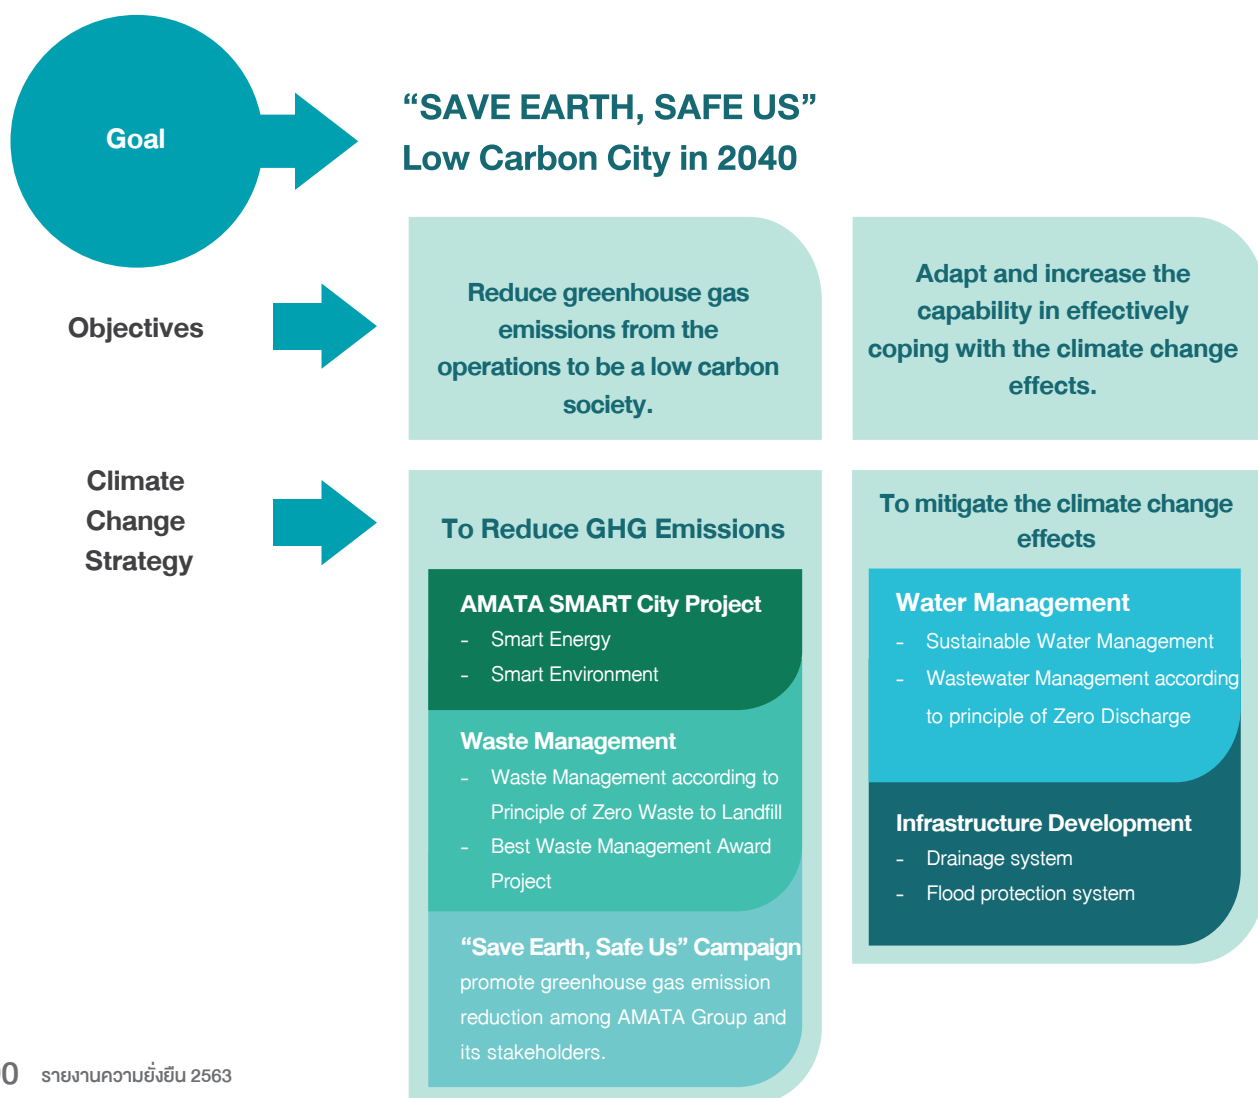 Goal
“SAVE EARTH, SAFE US”
Low Carbon City in 2040
Objectives
Reduce greenhouse gas
emissions from the
operations to be a low carbon
society.
Adapt and increase the
capability in effectively
coping with the climate change
effects.
Climate
Change
Strategy
To Reduce GHG Emissions
AMATA SMART City Project
- Smart Energy
- Smart Environment
Waste Management
- Waste Management according to
Principle of Zero Waste to Landfill
- Best Waste Management Award
Project
“Save Earth, Safe Us” Campaign
promote greenhouse gas emission
reduction among AMATA Group and
its stakeholders.
To mitigate the climate change
effects
Water Management
- Sustainable Water Management
- Wastewater Management according
to principle of Zero Discharge
Infrastructure Development
- Drainage system
- Flood protection system
รายงานความยั่งยืน 2563